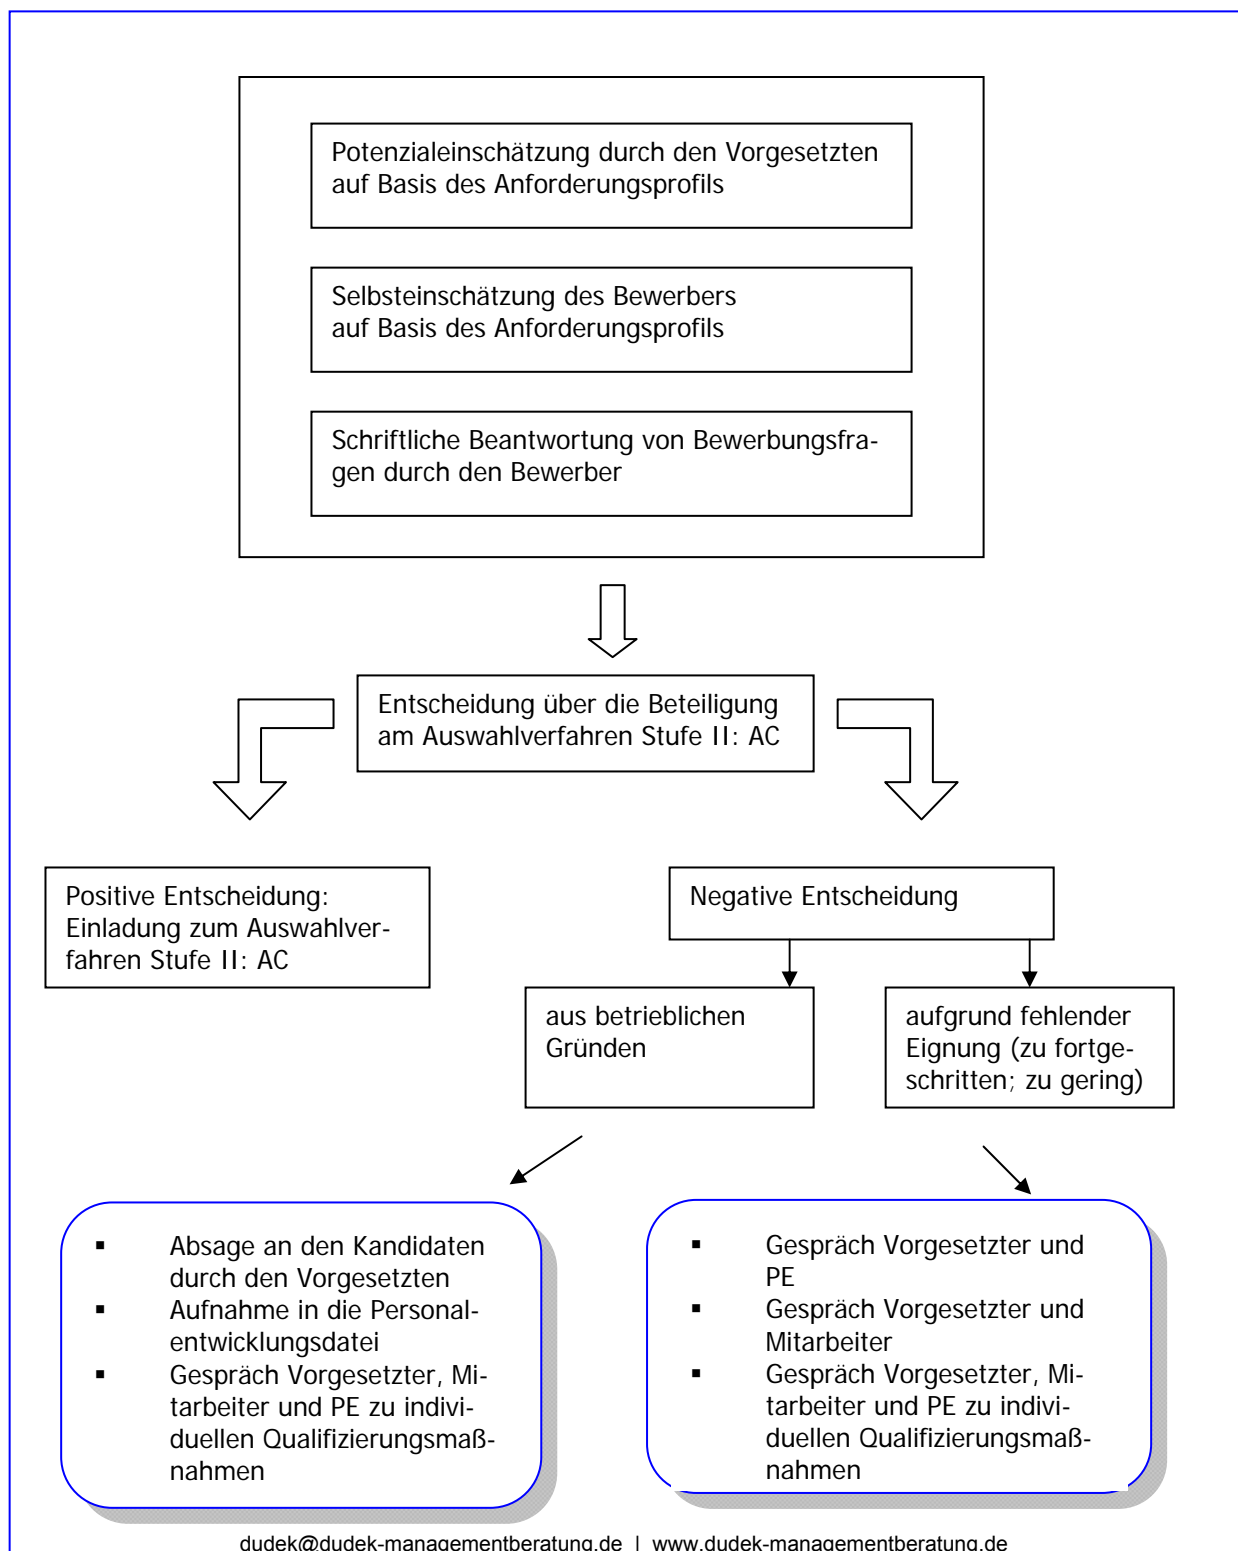 Potenzialeinschätzung durch den Vorgesetzten
auf Basis des Anforderungsprofils
Selbsteinschätzung des Bewerbers
auf Basis des Anforderungsprofils
Schriftliche Beantwortung von Bewerbungsfra-
gen durch den Bewerber
Entscheidung über die Beteiligung
am Auswahlverfahren Stufe II: AC
Positive Entscheidung:
Einladung zum Auswahlver-
fahren Stufe II: AC
Negative Entscheidung
aus betrieblichen
Gründen
aufgrund fehlender
Eignung (zu fortge-
schritten; zu gering)
▪ Absage an den Kandidaten
durch den Vorgesetzten
▪ Aufnahme in die Personal-
entwicklungsdatei
▪ Gespräch Vorgesetzter, Mi-
tarbeiter und PE zu indivi-
duellen Qualifizierungsmaß-
nahmen
▪ Gespräch Vorgesetzter und
PE
▪ Gespräch Vorgesetzter und
Mitarbeiter
▪ Gespräch Vorgesetzter, Mi-
tarbeiter und PE zu indivi-
duellen Qualifizierungsmaß-
nahmen
dudek@dudek-managementberatung.de | www.dudek-managementberatung.de